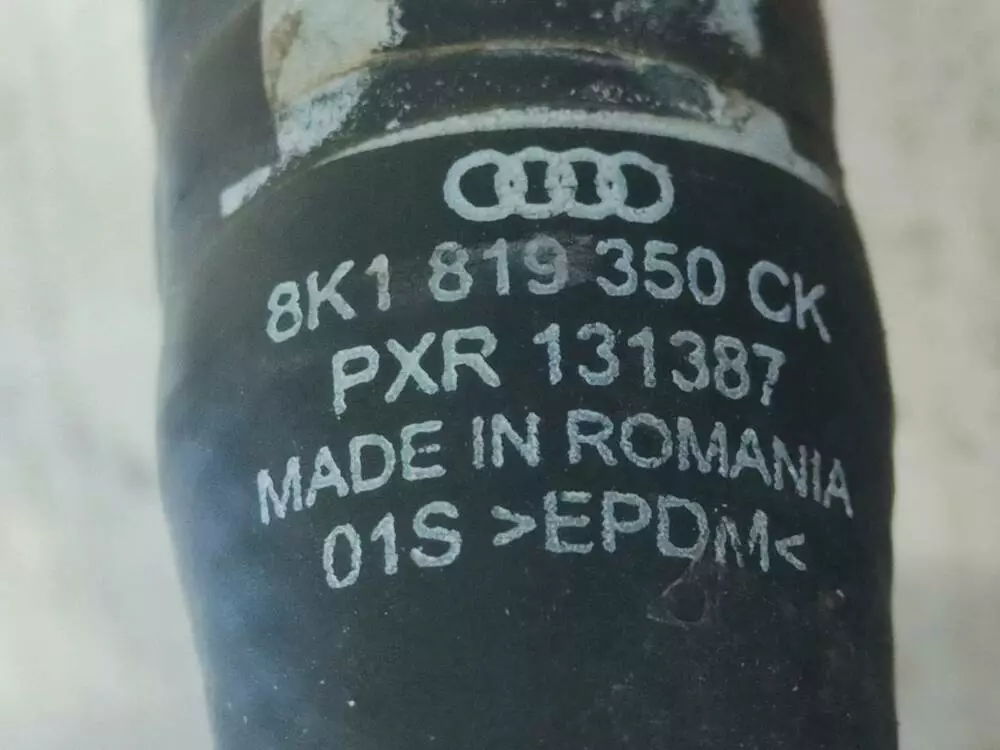 8K1 819 350 CK
PXR 131387
MADE IN ROMANIA
01S >EPDM<